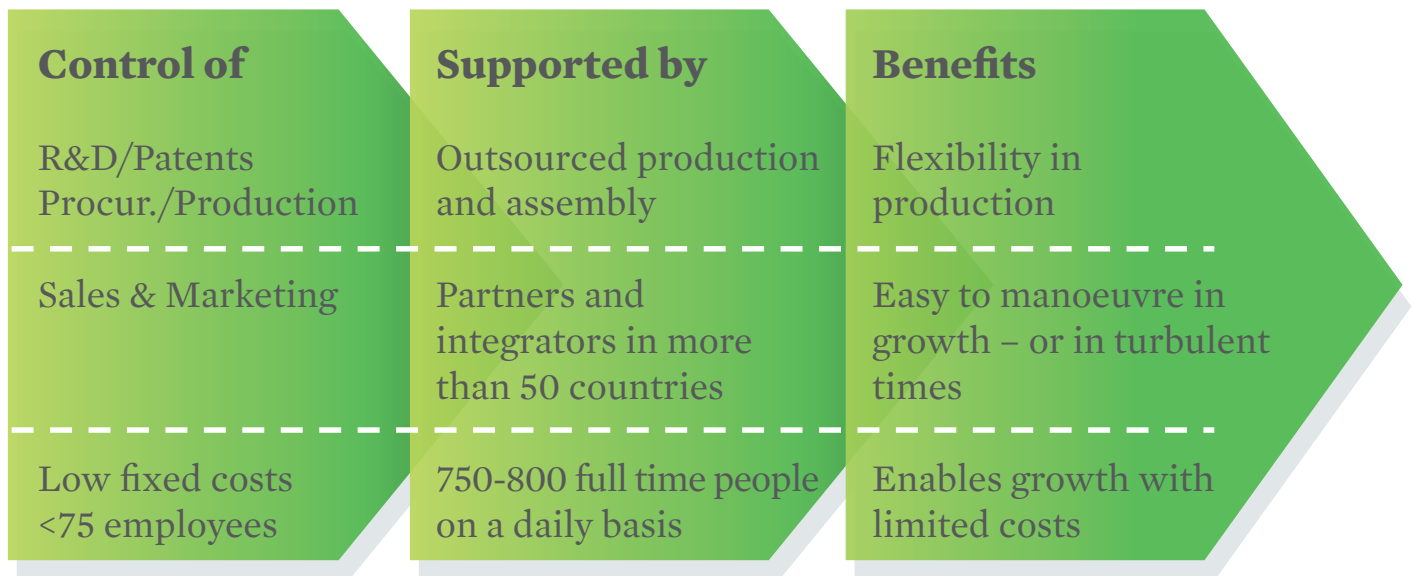 Control of
R&D/Patents
Procur./Production
Sales & Marketing
Low fixed costs
<75 employees
Supported by
Outsourced production
and assembly
Partners and
integrators in more
than 50 countries
750-800 full time people
on a daily basis
Benefits
Flexibility in
production
Easy to manoeuvre in
growth – or in turbulent
times
Enables growth with
limited costs